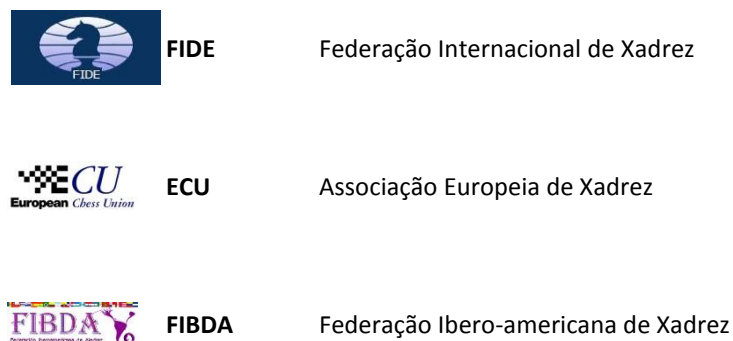 FIDE
FIDE Federação Internacional de Xadrez
ECU
European Chess Union
ECU Associação Europeia de Xadrez
FIBDA
FIBDA Federação Ibero-americana de Xadrez